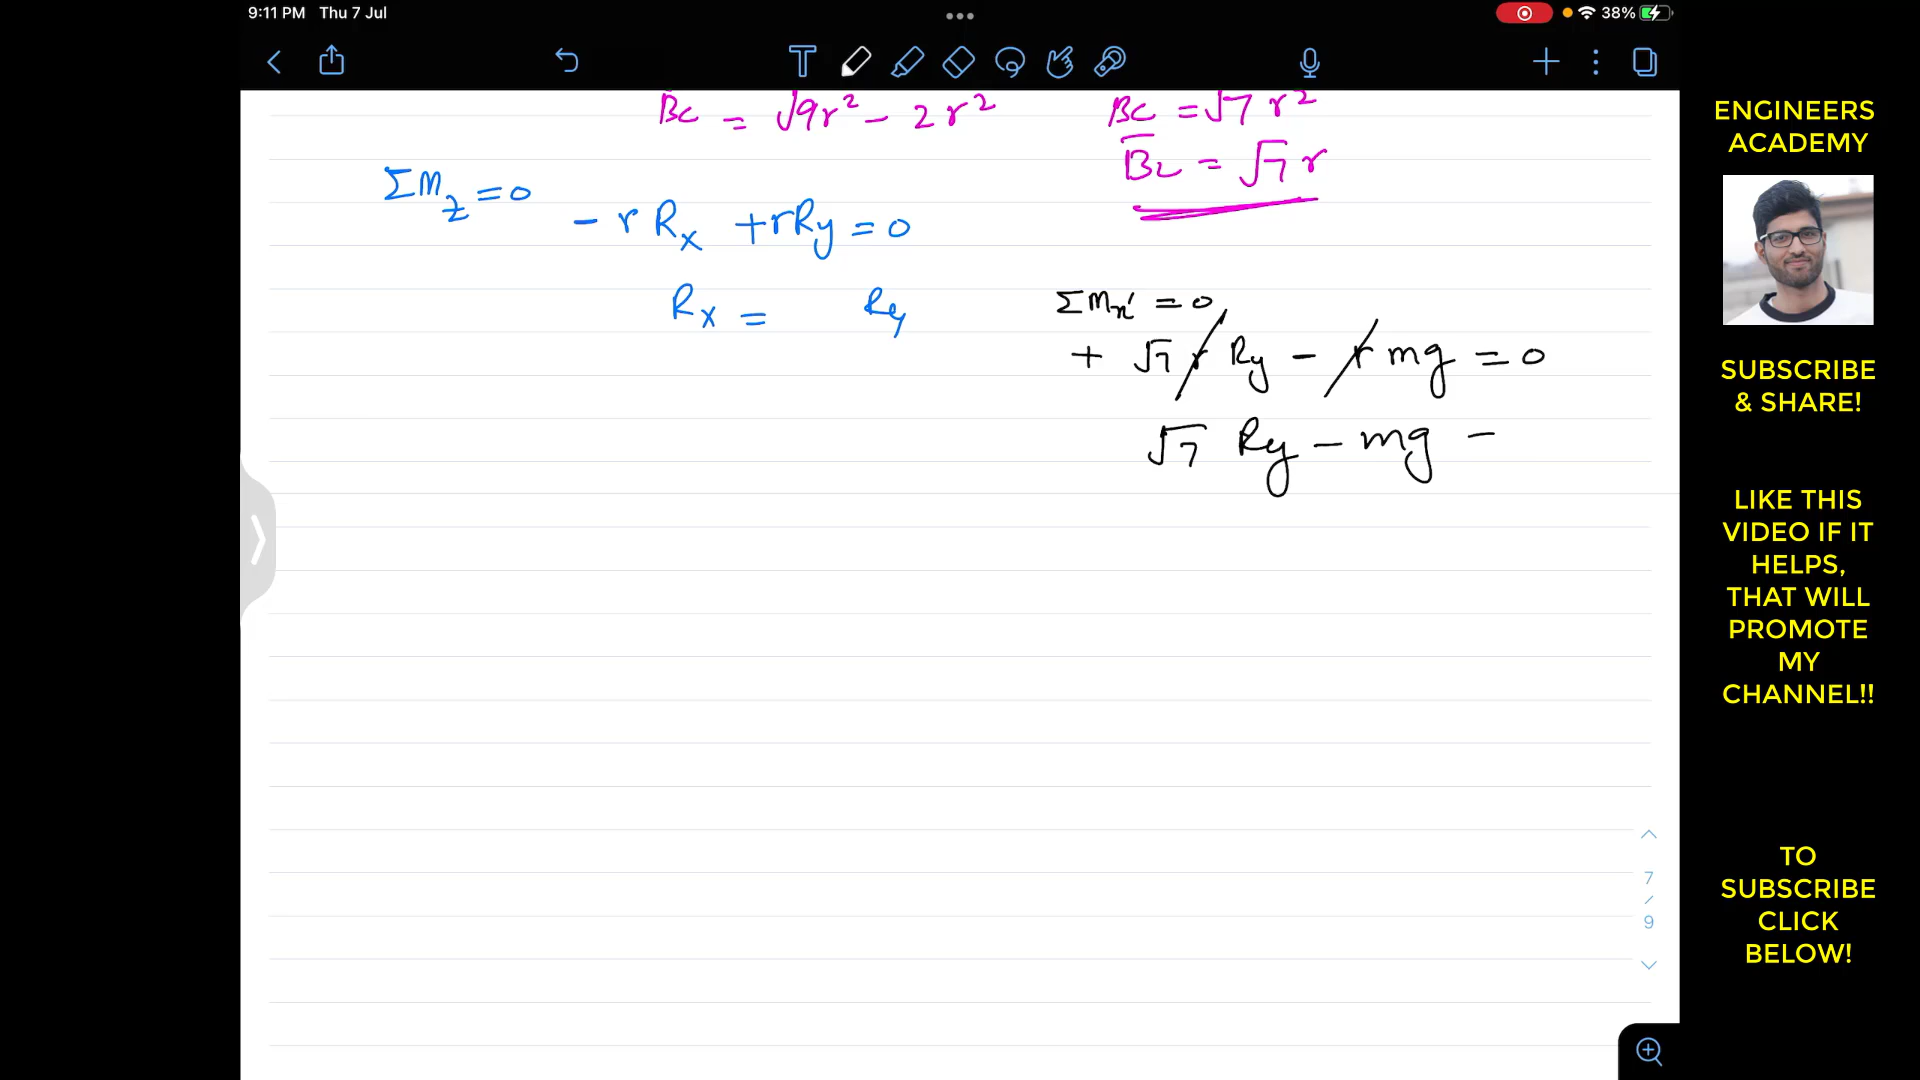 9:11 PM Thu 7 Jul
38%
BC = √9r² - 2r²
BC = √7 r²
BC = √7 r
ΣMz = 0
- r Rx + rRy = 0
Rx = Ry
ΣMx' = 0
+ √7 r Ry - r mg = 0
√7 Ry - mg =
7
/
9
ENGINEERS
ACADEMY
SUBSCRIBE
& SHARE!
LIKE THIS
VIDEO IF IT
HELPS,
THAT WILL
PROMOTE
MY
CHANNEL!!
TO
SUBSCRIBE
CLICK
BELOW!